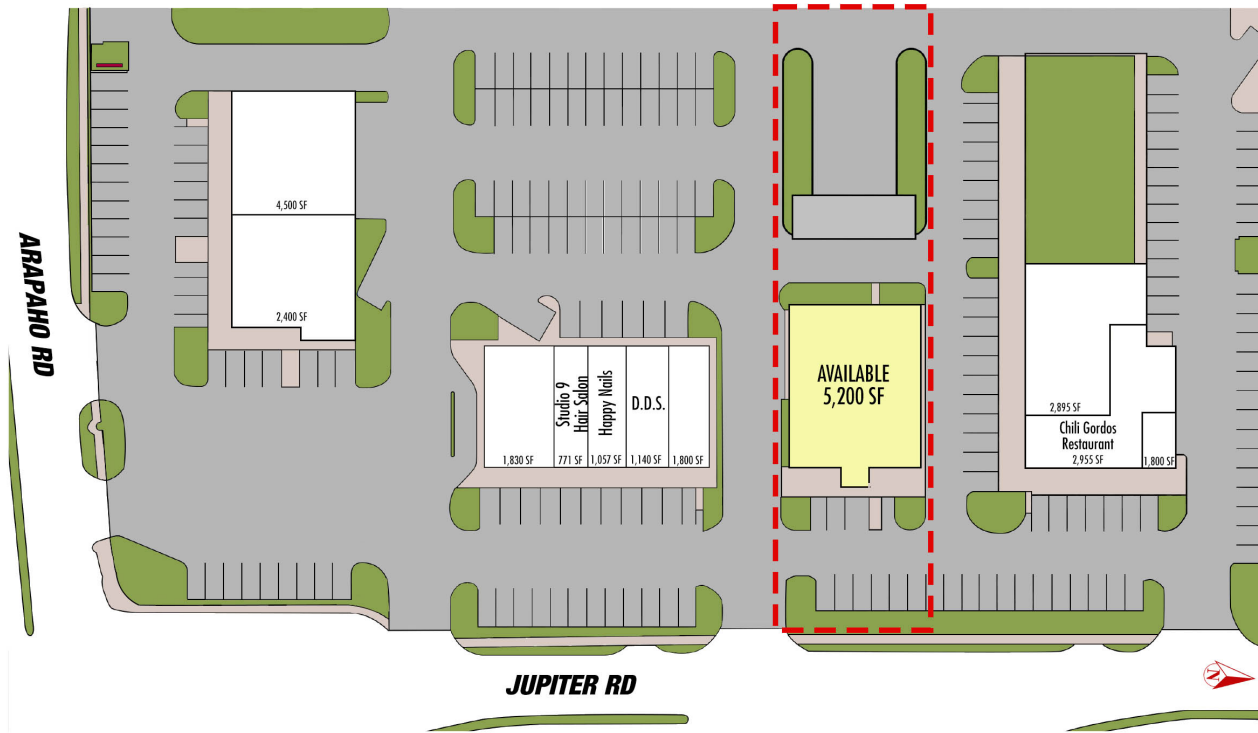 ARAPAHO RD
4,500 SF
2,400 SF
Studio 9
Hair Salon
Happy Nails
D.D.S.
1,830 SF
771 SF
1,057 SF
1,140 SF
1,800 SF
AVAILABLE
5,200 SF
2,895 SF
Chili Gordos
Restaurant
2,955 SF
1,800 SF
JUPITER RD
N